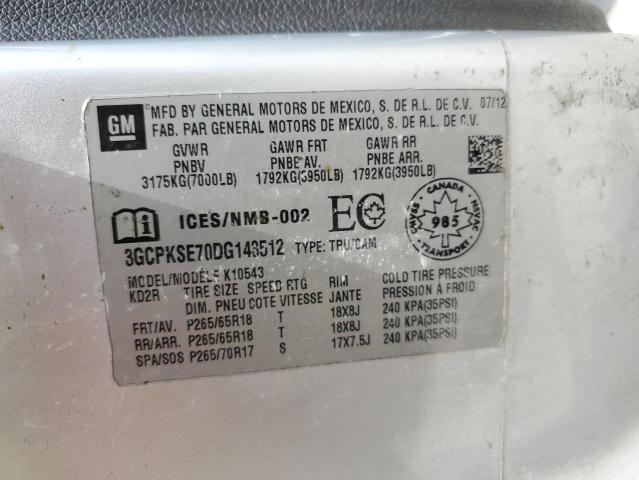 GM
MFD BY GENERAL MOTORS DE MEXICO, S. DE R.L. DE C.V. 07/12
FAB. PAR GENERAL MOTORS DE MEXICO, S. DE R.L. DE C.V.
GVWR GAWR FRT GAWR RR
PNBV PNBE AV. PNBE ARR.
3175KG(7000LB) 1792KG(3950LB) 1792KG(3950LB)
i ICES/NMB-002 EC
CANADA
SVMAC 985 NSVAC
TRANSPORT
3GCPKSE70DG143512 TYPE: TPU/CAM
MODEL/MODÈLE K10543
KD2R TIRE SIZE SPEED RTG RIM COLD TIRE PRESSURE
DIM. PNEU COTE VITESSE JANTE PRESSION À FROID
FRT/AV. P265/65R18 T 18X8J 240 KPA(35PSI)
RR/ARR. P265/65R18 T 18X8J 240 KPA(35PSI)
SPA/SOS P265/70R17 S 17X7.5J 240 KPA(35PSI)